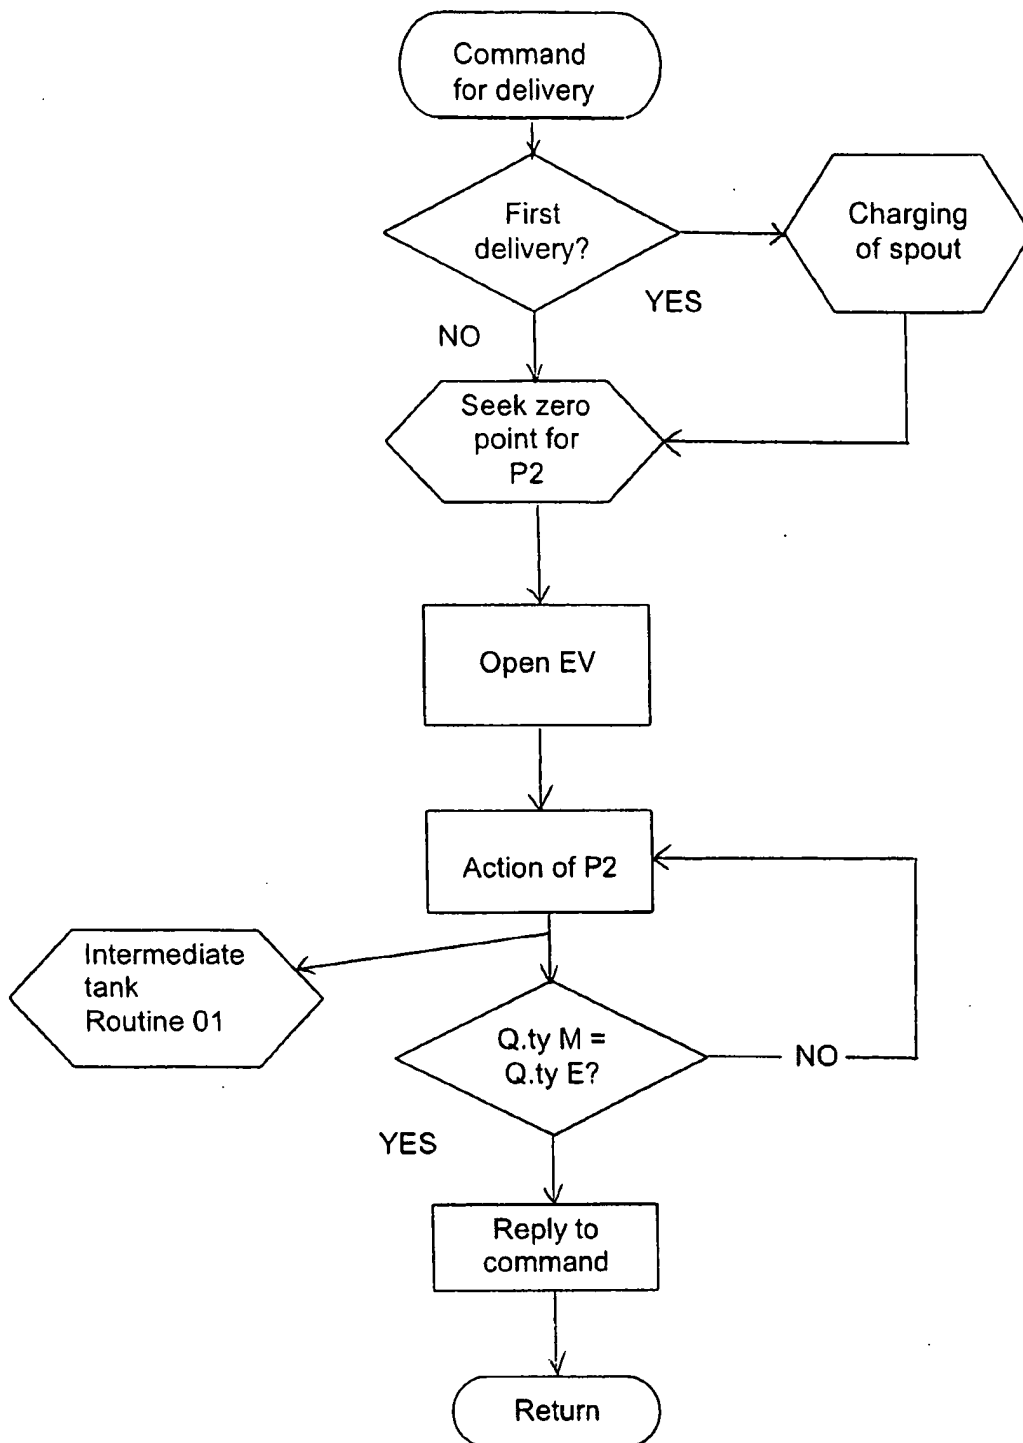 Command
for delivery
First
delivery?
Charging
of spout
YES
NO
Seek zero
point for
P2
Open EV
Action of P2
Intermediate
tank
Routine 01
Q.ty M =
Q.ty E?
NO
YES
Reply to
command
Return